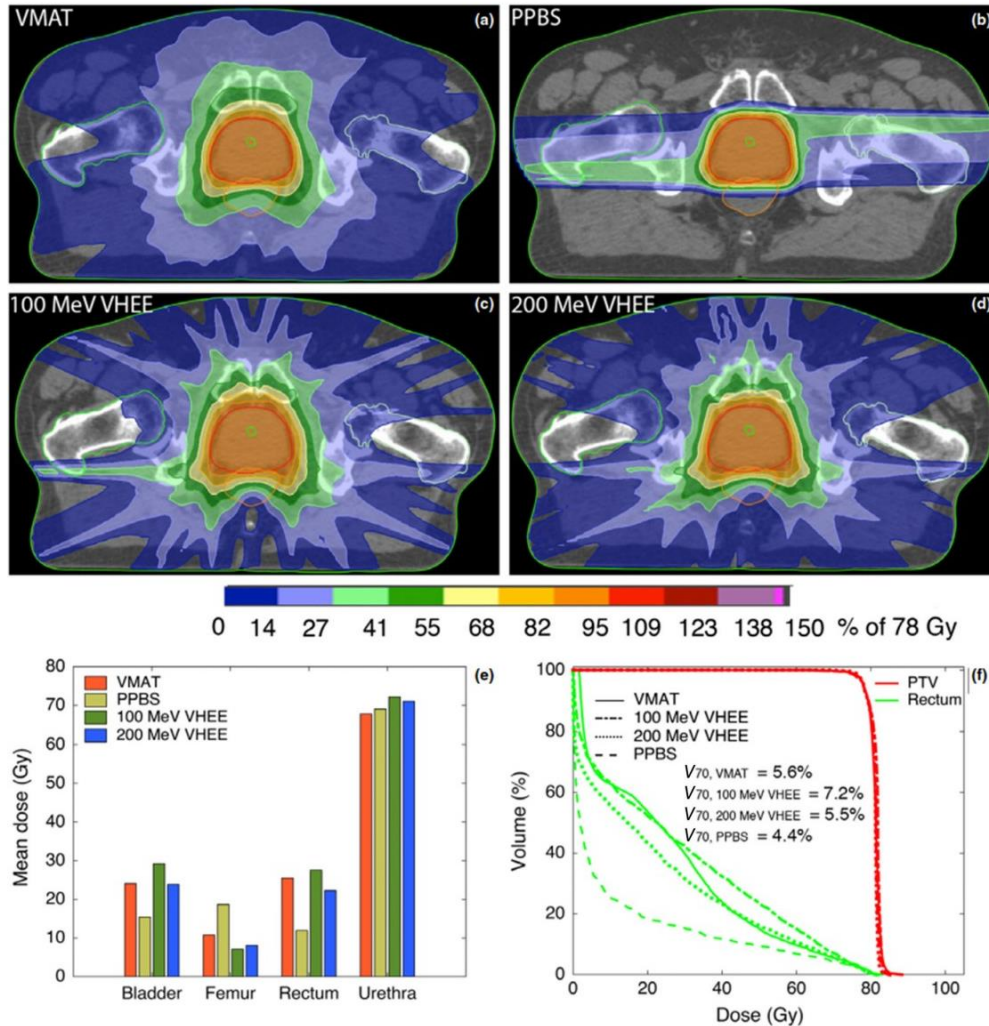 VMAT (a)
PPBS (b)
100 MeV VHEE (c)
200 MeV VHEE (d)
0 14 27 41 55 68 82 95 109 123 138 150 % of 78 Gy
(e)
Mean dose (Gy)
80
70
60
50
40
30
20
10
0
VMAT
PPBS
100 MeV VHEE
200 MeV VHEE
Bladder Femur Rectum Urethra
(f)
Volume (%)
100
80
60
40
20
0
VMAT
100 MeV VHEE
200 MeV VHEE
PPBS
PTV
Rectum
V70, VMAT = 5.6%
V70, 100 MeV VHEE = 7.2%
V70, 200 MeV VHEE = 5.5%
V70, PPBS = 4.4%
0 20 40 60 80 100
Dose (Gy)